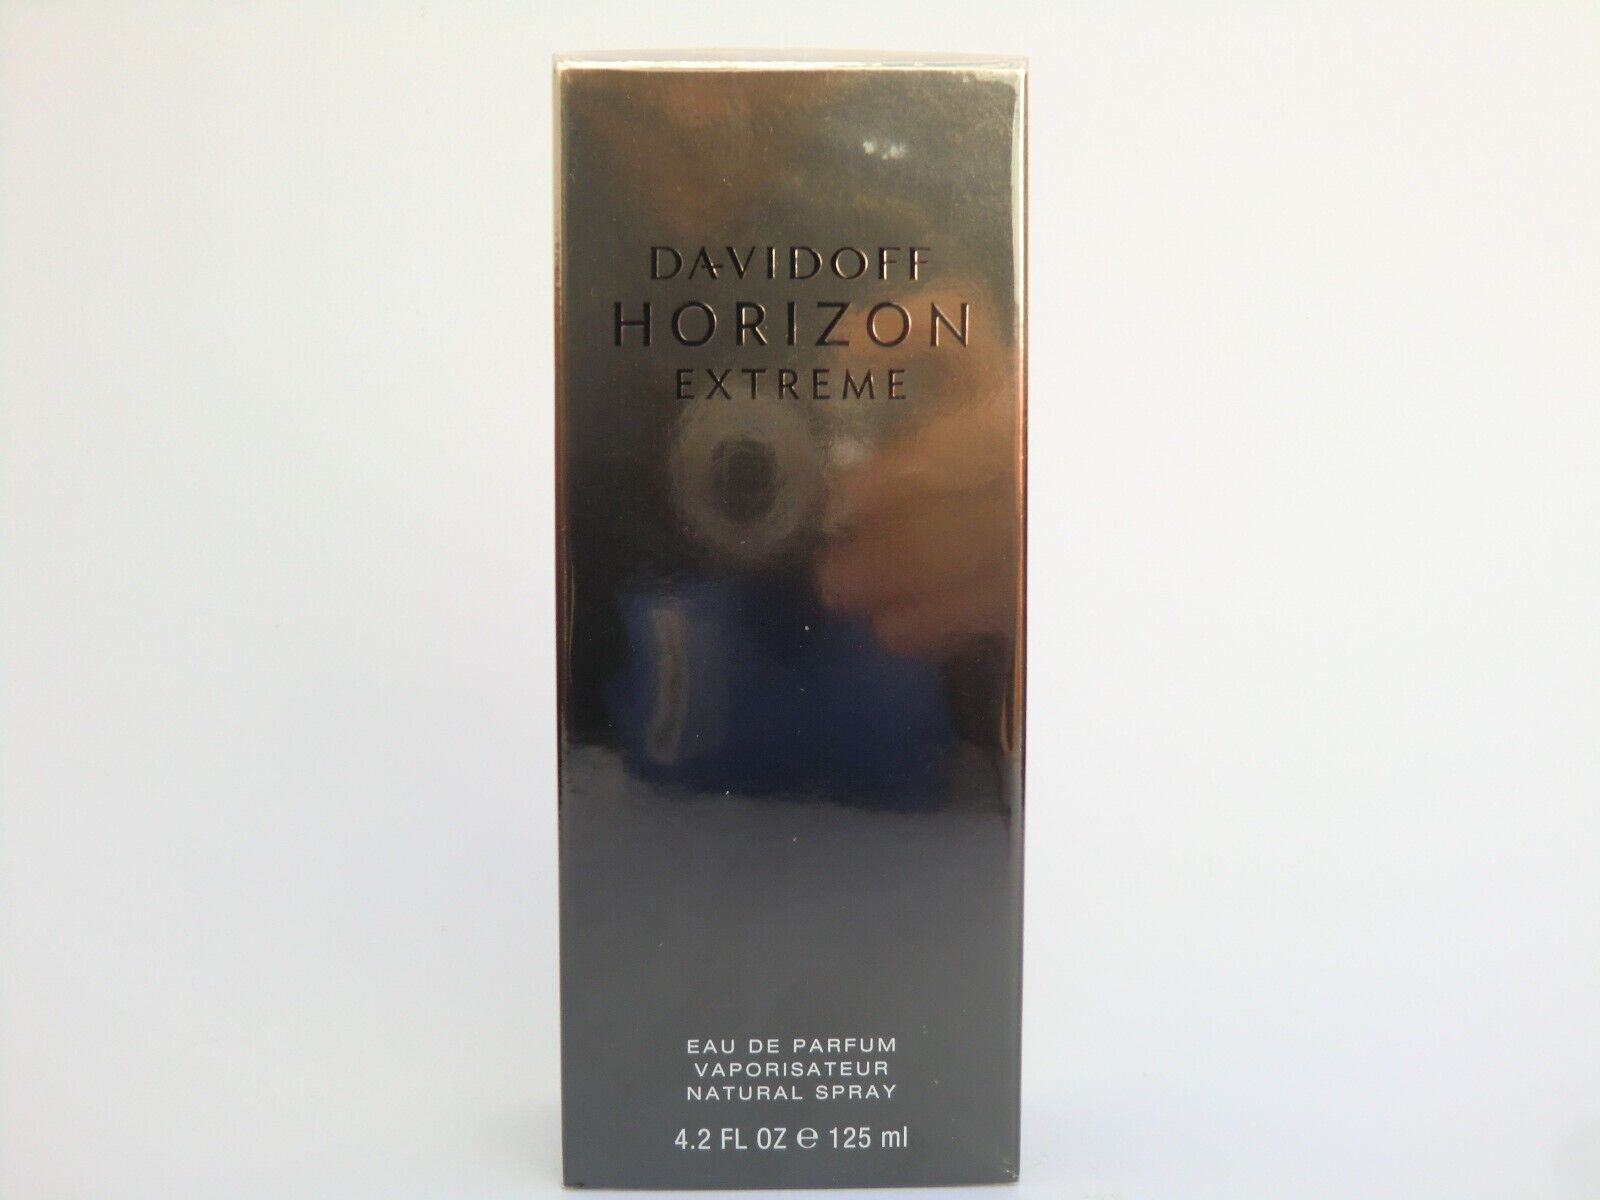 DAVIDOFF
HORIZON
EXTREME
EAU DE PARFUM
VAPORISATEUR
NATURAL SPRAY
4.2 FL OZ ℮ 125 ml